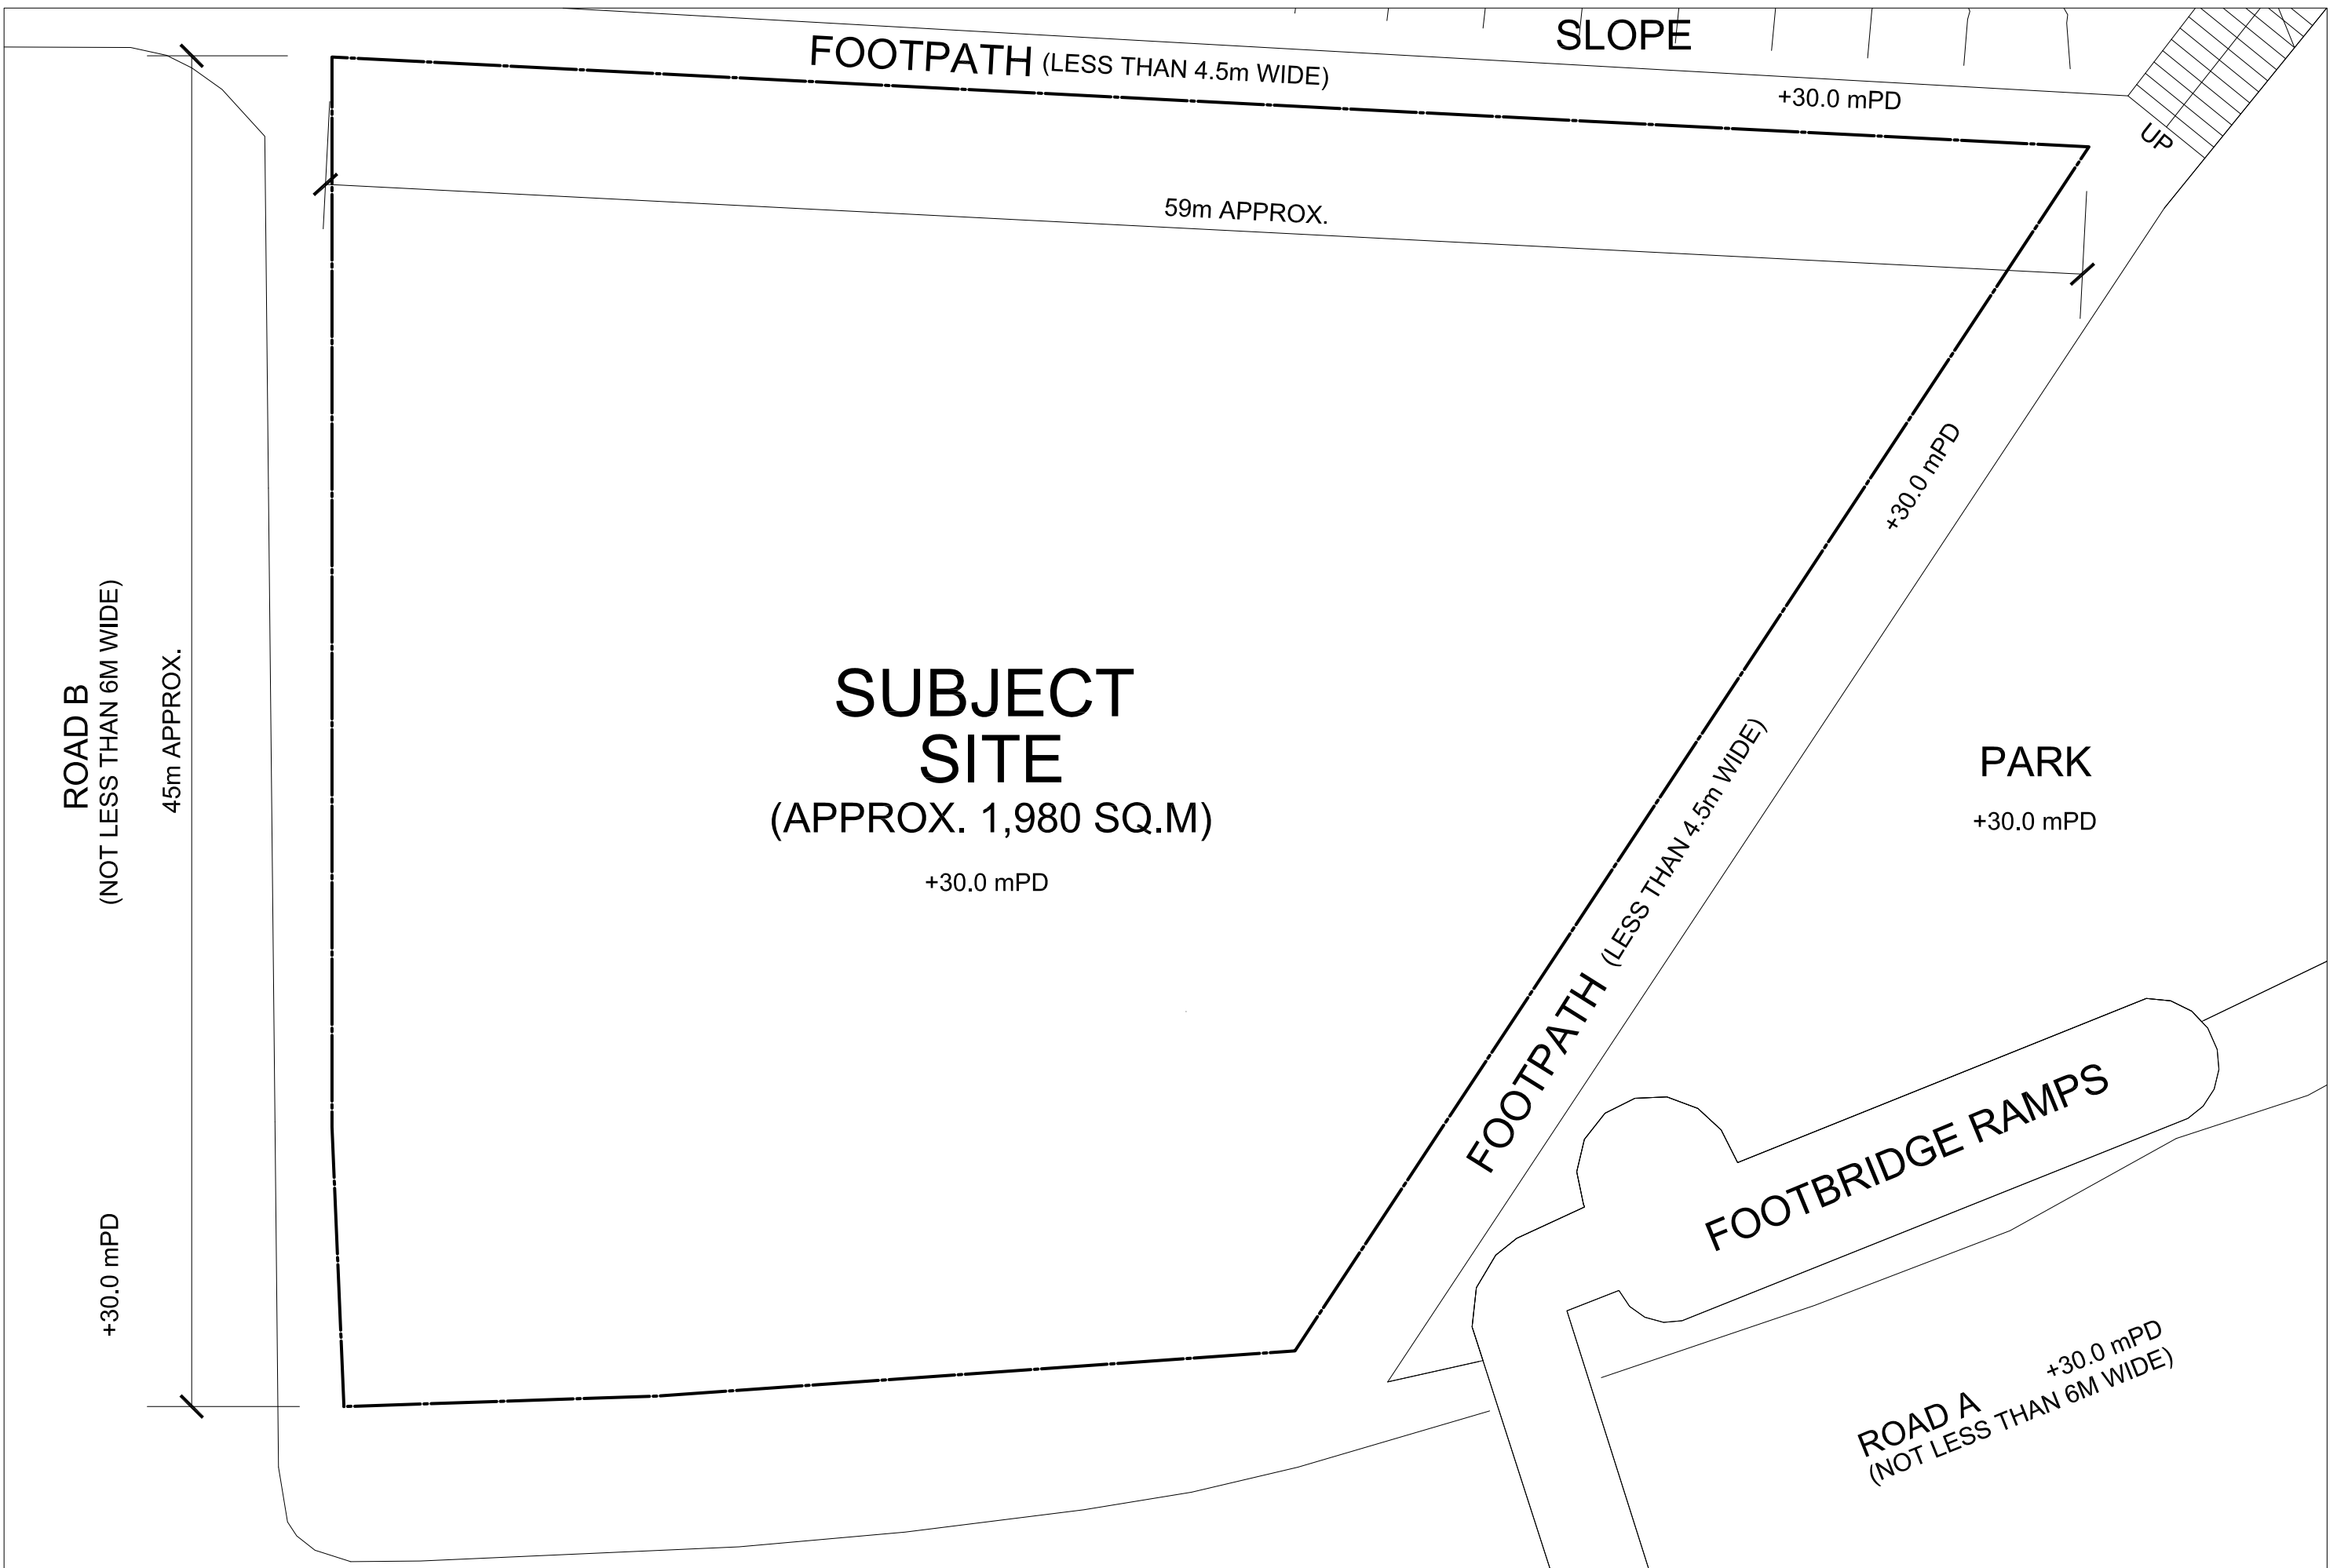 SLOPE
FOOTPATH (LESS THAN 4.5m WIDE)
+30.0 mPD
UP
59m APPROX.
+30.0 mPD
ROAD B
(NOT LESS THAN 6M WIDE)
45m APPROX.
+30.0 mPD
SUBJECT
SITE
(APPROX. 1,980 SQ.M)
+30.0 mPD
FOOTPATH (LESS THAN 4.5m WIDE)
PARK
+30.0 mPD
FOOTBRIDGE RAMPS
+30.0 mPD
ROAD A
(NOT LESS THAN 6M WIDE)